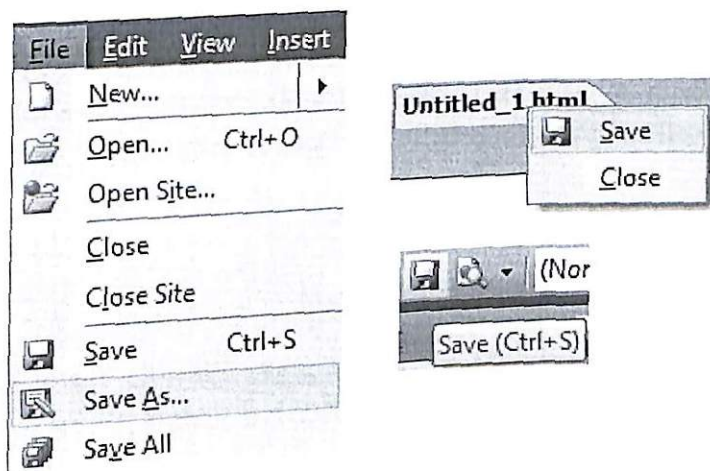 File Edit View Insert
New...
Open... Ctrl+O
Open Site...
Close
Close Site
Save Ctrl+S
Save As...
Save All
Untitled_1.html
Save
Close
(Nor
Save (Ctrl+S)